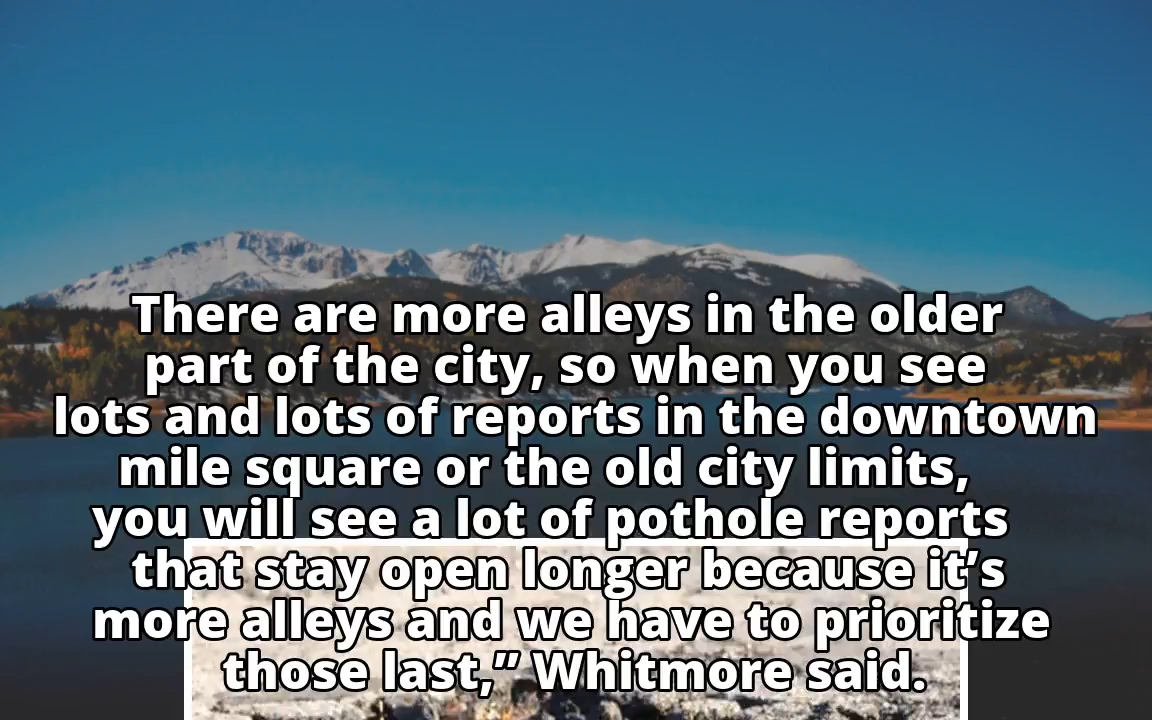 There are more alleys in the older
part of the city, so when you see
lots and lots of reports in the downtown
mile square or the old city limits,
you will see a lot of pothole reports
that stay open longer because it’s
more alleys and we have to prioritize
those last,” Whitmore said.